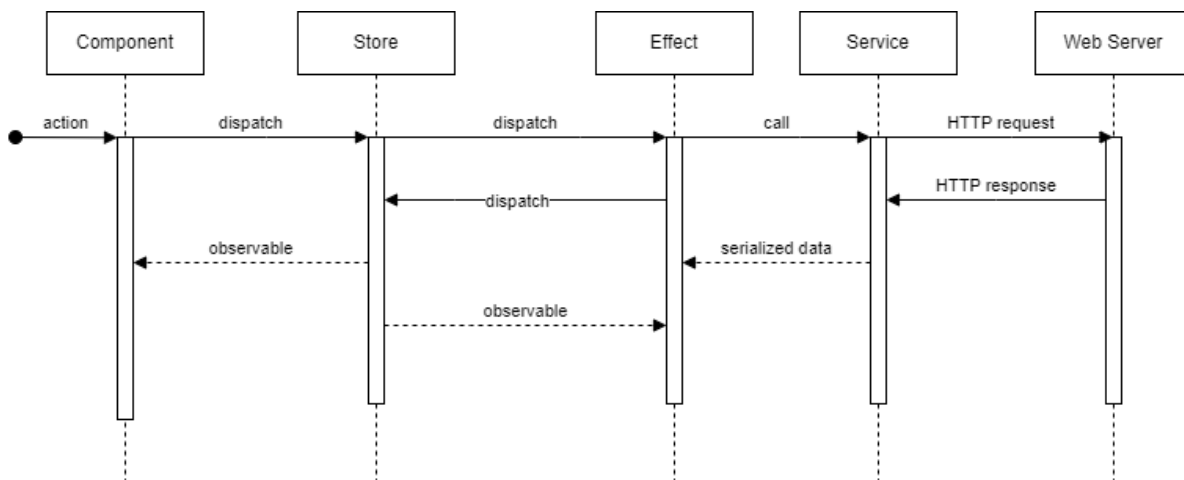 Component
Store
Effect
Service
Web Server
action
dispatch
dispatch
call
HTTP request
dispatch
HTTP response
observable
serialized data
observable